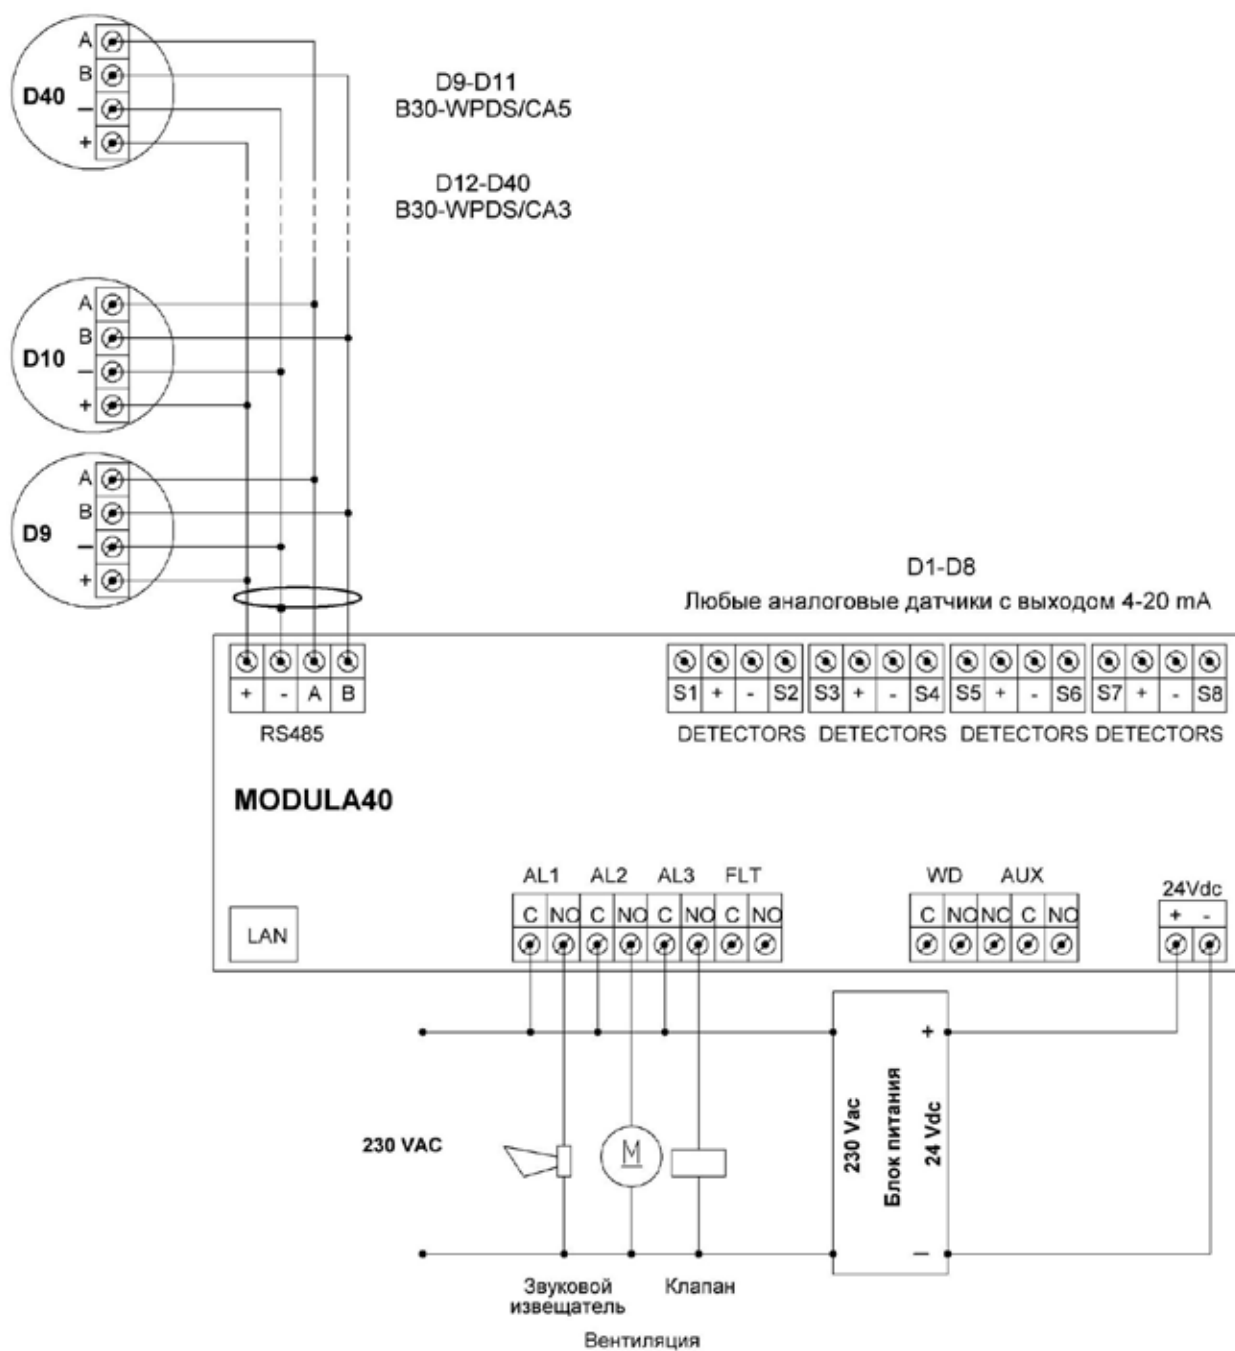 A
B
D40
–
+
D9-D11
B30-WPDS/CA5
D12-D40
B30-WPDS/CA3
A
B
D10
–
+
A
B
D9
–
+
D1-D8
Любые аналоговые датчики с выходом 4-20 mA
+ - A B
S1 + - S2 S3 + - S4 S5 + - S6 S7 + - S8
RS485
DETECTORS DETECTORS DETECTORS DETECTORS
MODULA40
AL1 AL2 AL3 FLT WD AUX
24Vdc
C NO C NO C NO C NO C NO NC C NO
+ -
LAN
+
230 VAC
M
230 Vac
Блок питания
24 Vdc
–
Звуковой
извещатель
Клапан
Вентиляция